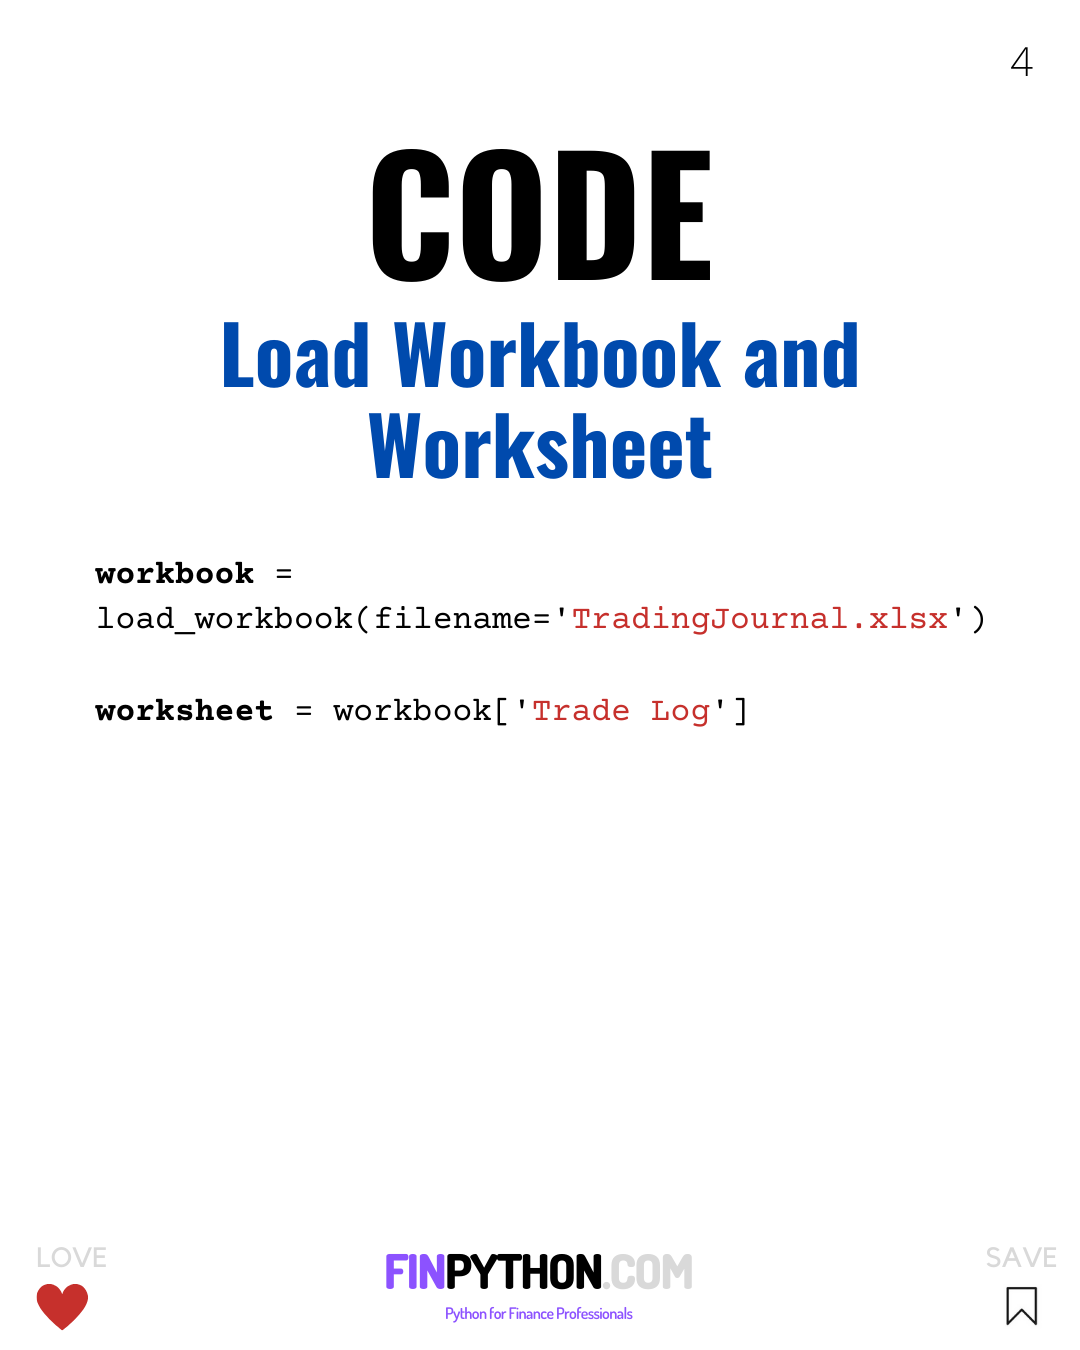 4
CODE
Load Workbook and
Worksheet
workbook =
load_workbook(filename='TradingJournal.xlsx')
worksheet = workbook['Trade Log']
LOVE
FINPYTHON.COM
Python for Finance Professionals
SAVE